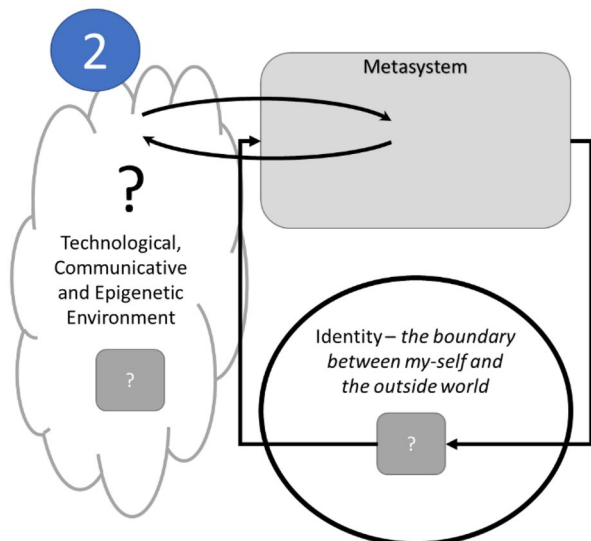 2
Metasystem
?
Technological,
Communicative
and Epigenetic
Environment
?
Identity – the boundary
between my-self and
the outside world
?